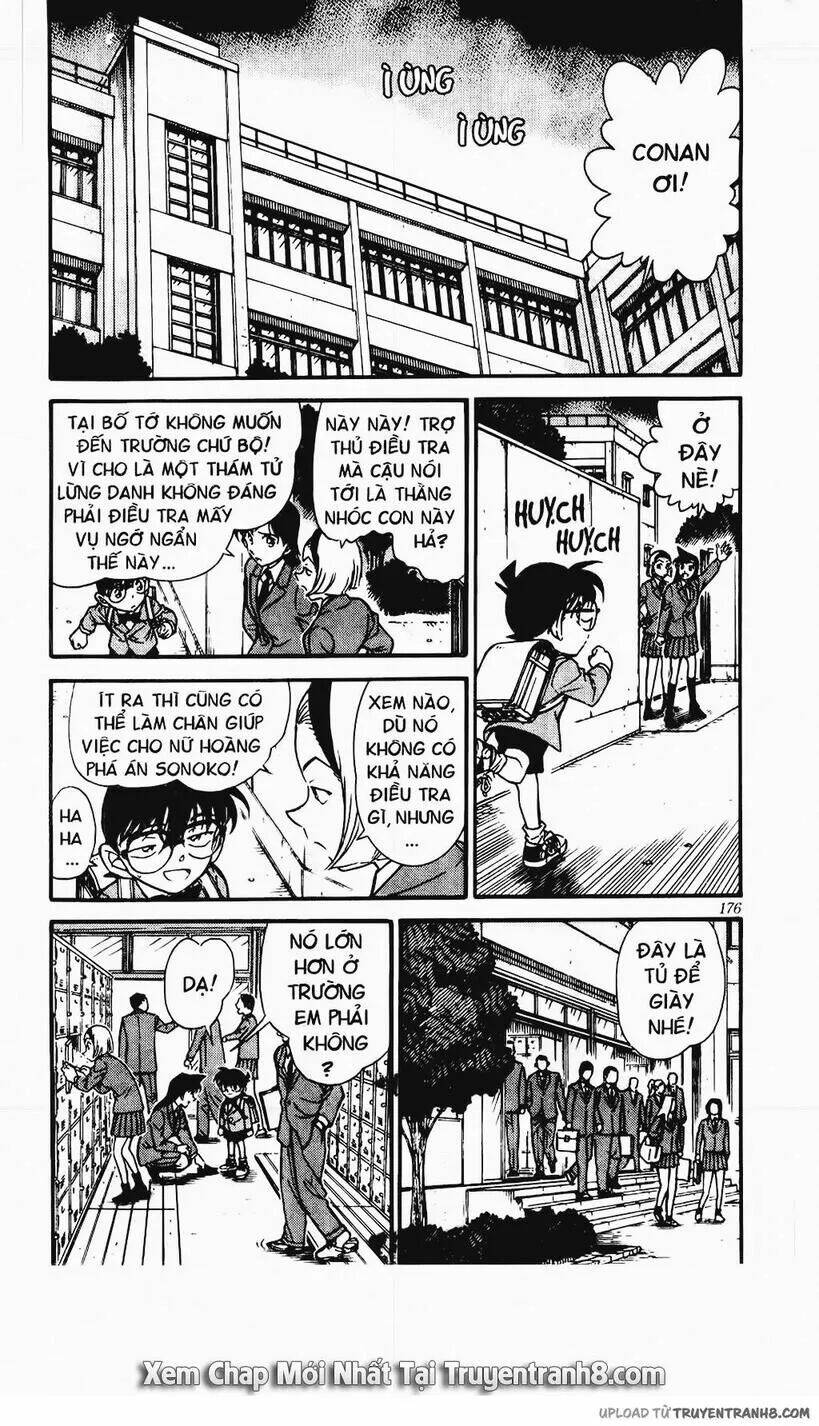 Ì ÙNG
Ì ÙNG
CONAN
ƠI!
Ở
ĐÂY
NÈ!
HUỴCH
HUỴCH
NÀY NÀY! TRỢ
THỦ ĐIỀU TRA
MÀ CẬU NÓI
TỚI LÀ THẰNG
NHÓC CON NÀY
HẢ?
TẠI BỐ TỚ KHÔNG MUỐN
ĐẾN TRƯỜNG CHỨ BỘ!
VÌ CHO LÀ MỘT THÁM TỬ
LỪNG DANH KHÔNG ĐÁNG
PHẢI ĐIỀU TRA MẤY
VỤ NGỚ NGẨN
THẾ NÀY...
XEM NÀO,
DÙ NÓ
KHÔNG CÓ
KHẢ NĂNG
ĐIỀU TRA
GÌ, NHƯNG
...
ÍT RA THÌ CŨNG CÓ
THỂ LÀM CHÂN GIÚP
VIỆC CHO NỮ HOÀNG
PHÁ ÁN SONOKO!
HA
HA
...
176
ĐÂY LÀ
TỦ ĐỂ
GIÀY
NHÉ!
NÓ LỚN
HƠN Ở
TRƯỜNG
EM PHẢI
KHÔNG
?
DẠ!
Xem Chap Mới Nhất Tại Truyentranh8.com
UPLOAD TỪ TRUYENTRANH8.COM